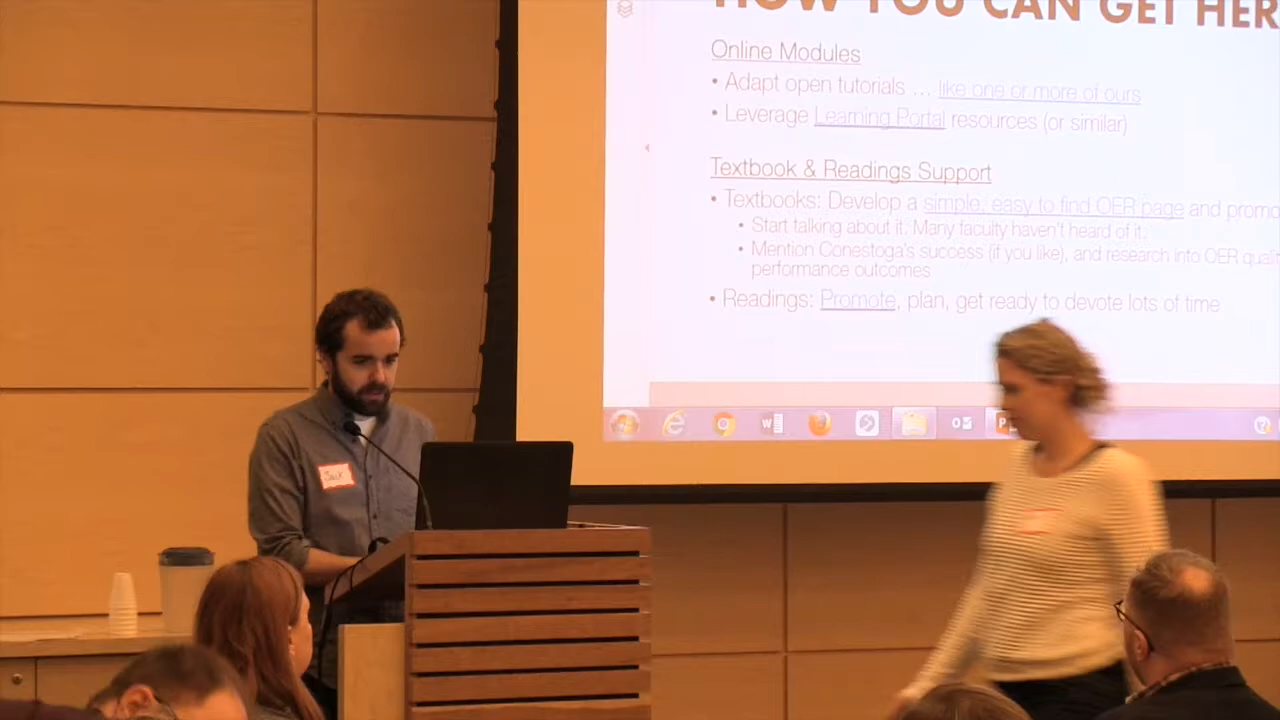 HOW YOU CAN GET HER
Online Modules
• Adapt open tutorials ... like one or more of ours
• Leverage Learning Portal resources (or similar)
Textbook & Readings Support
• Textbooks: Develop a simple, easy to find OER page and promo
• Start talking about it. Many faculty haven't heard of it.
• Mention Conestoga's success (if you like), and research into OER quali
performance outcomes
• Readings: Promote, plan, get ready to devote lots of time
Jack